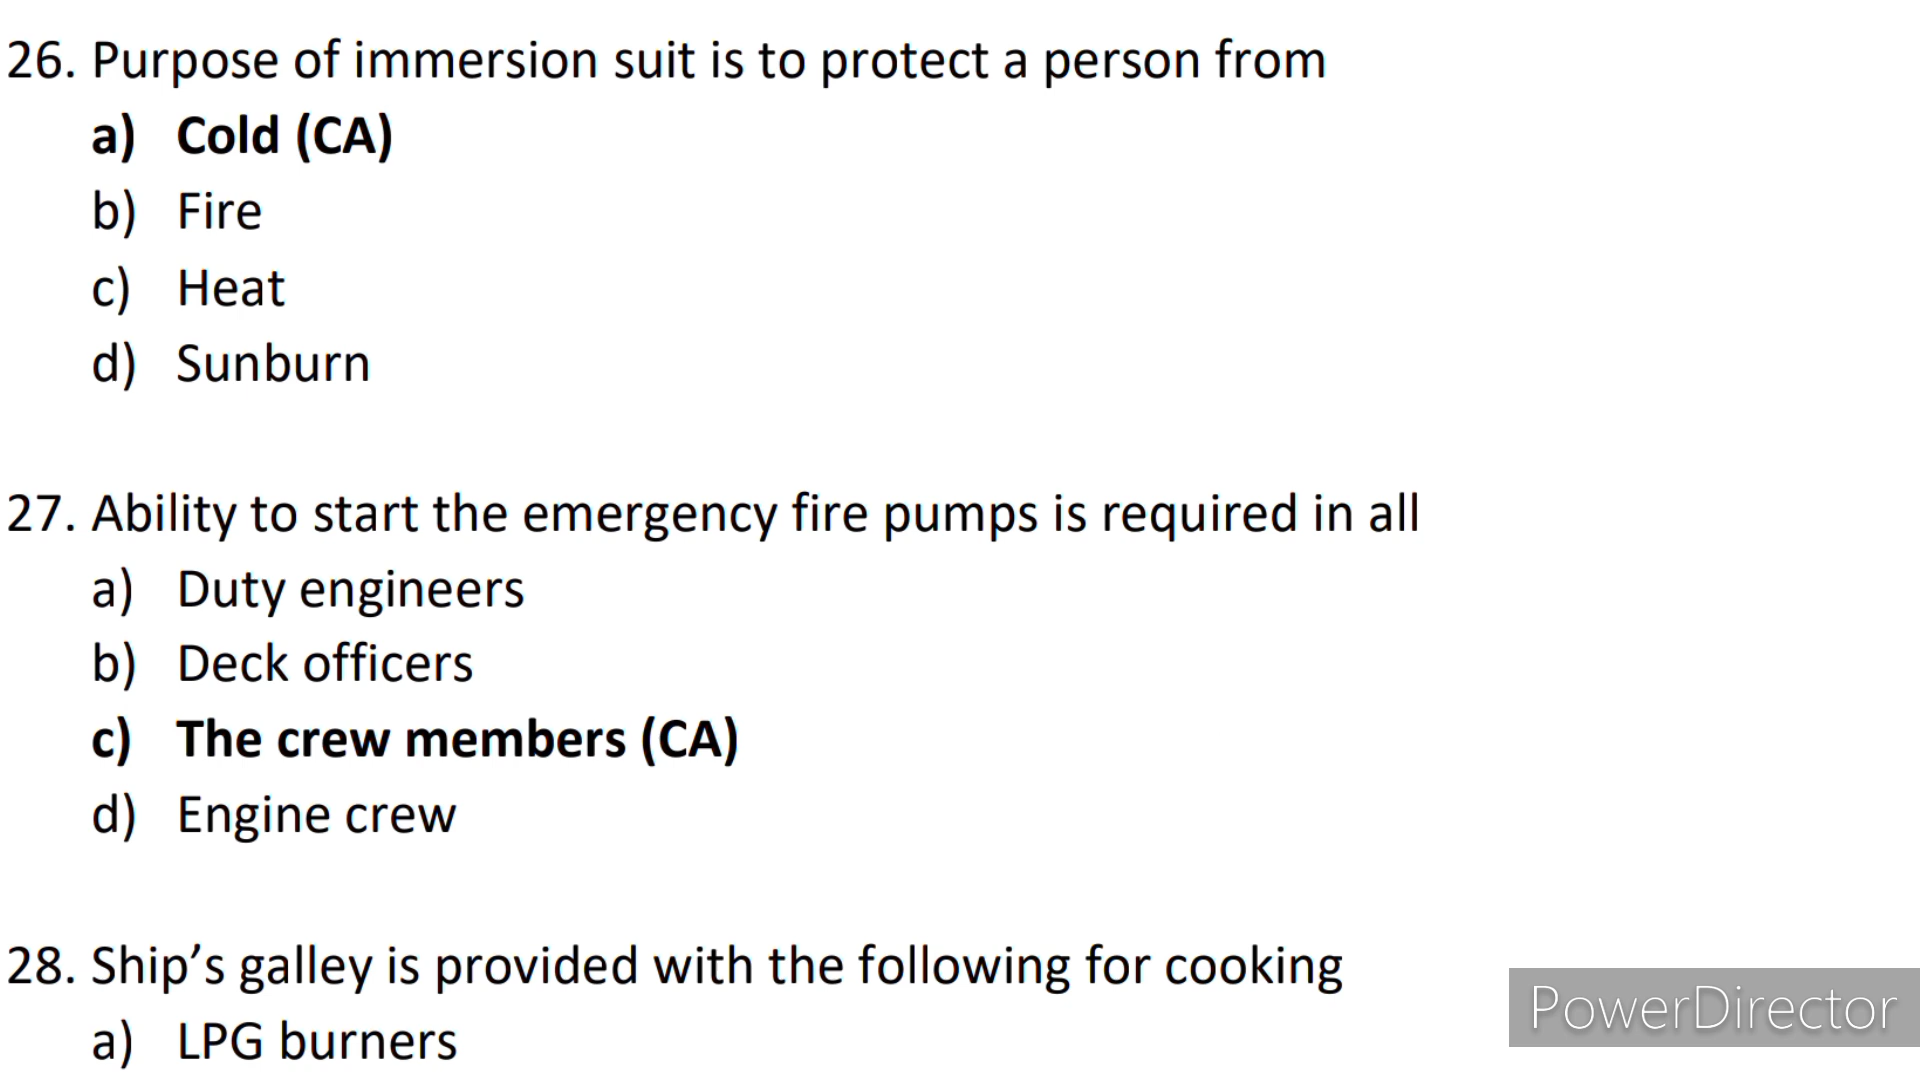 26. Purpose of immersion suit is to protect a person from
a) Cold (CA)
b) Fire
c) Heat
d) Sunburn
27. Ability to start the emergency fire pumps is required in all
a) Duty engineers
b) Deck officers
c) The crew members (CA)
d) Engine crew
28. Ship’s galley is provided with the following for cooking
a) LPG burners
PowerDirector